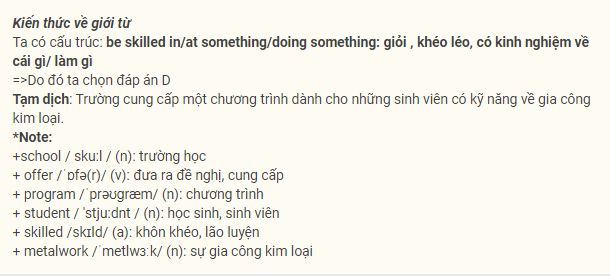 Kiến thức về giới từ
Ta có cấu trúc: be skilled in/at something/doing something: giỏi , khéo léo, có kinh nghiệm về
cái gì/ làm gì
=>Do đó ta chọn đáp án D
Tạm dịch: Trường cung cấp một chương trình dành cho những sinh viên có kỹ năng về gia công
kim loại.
*Note:
+school / skuːl / (n): trường học
+ offer /ˈɒfə(r)/ (v): đưa ra đề nghị, cung cấp
+ program /ˈprəʊɡræm/ (n): chương trình
+ student / ˈstjuːdnt / (n): học sinh, sinh viên
+ skilled /skɪld/ (a): khôn khéo, lão luyện
+ metalwork /ˈmetlwɜːk/ (n): sự gia công kim loại